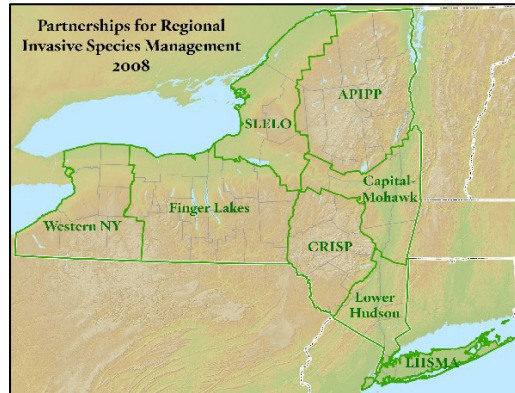 Partnerships for Regional
Invasive Species Management
2008
APIPP
SLELO
Capital-
Mohawk
Finger Lakes
Western NY
CRISP
Lower
Hudson
LIISMA